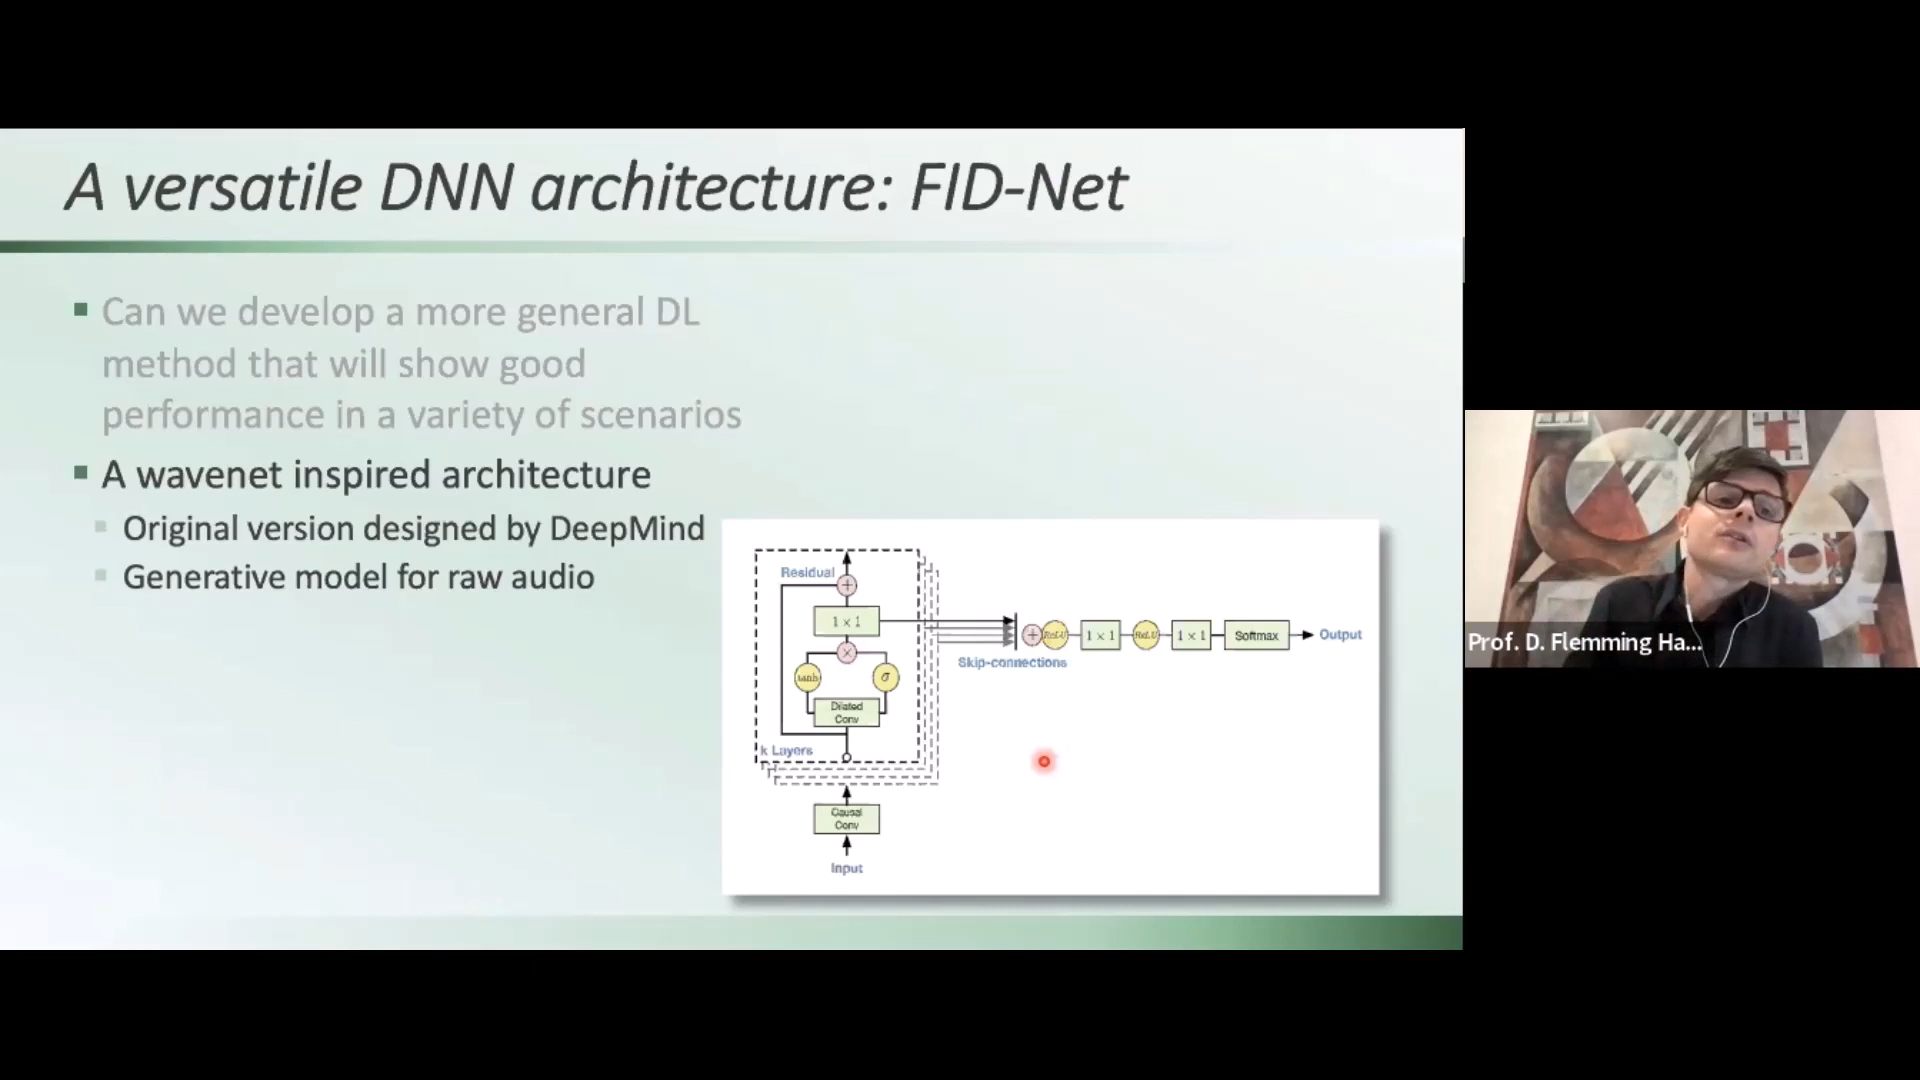 A versatile DNN architecture: FID-Net
Can we develop a more general DL
method that will show good
performance in a variety of scenarios
A wavenet inspired architecture
Original version designed by DeepMind
Generative model for raw audio
Residual
+
1 x 1
×
tanh
σ
Dilated
Conv
k Layers
Causal
Conv
Input
Skip-connections
+
ReLU
1 x 1
ReLU
1 x 1
Softmax
Output
Prof. D. Flemming Ha...